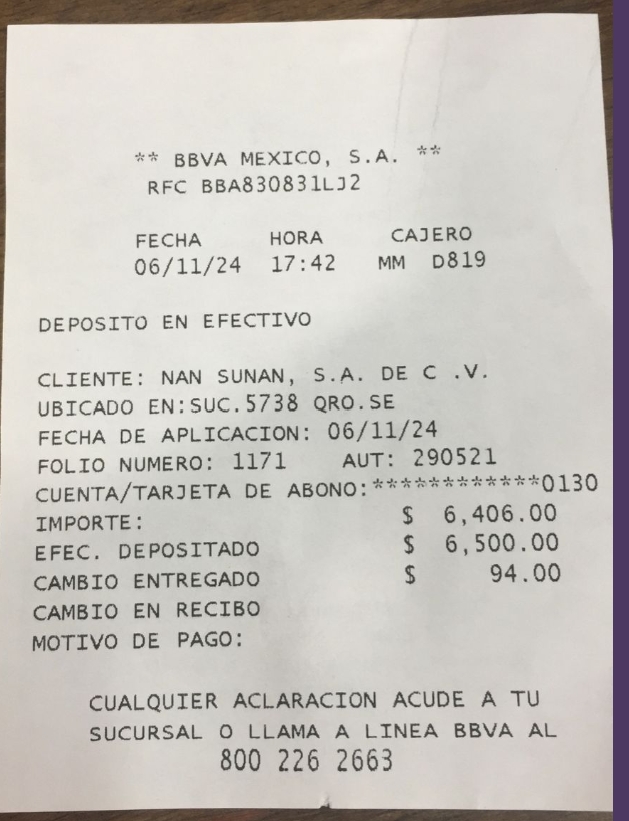 ** BBVA MEXICO, S.A. **
RFC BBA830831LJ2
FECHA HORA CAJERO
06/11/24 17:42 MM D819
DEPOSITO EN EFECTIVO
CLIENTE: NAN SUNAN, S.A. DE C .V.
UBICADO EN:SUC.5738 QRO.SE
FECHA DE APLICACION: 06/11/24
FOLIO NUMERO: 1171 AUT: 290521
CUENTA/TARJETA DE ABONO:************0130
IMPORTE: $ 6,406.00
EFEC. DEPOSITADO $ 6,500.00
CAMBIO ENTREGADO $ 94.00
CAMBIO EN RECIBO
MOTIVO DE PAGO:
CUALQUIER ACLARACION ACUDE A TU
SUCURSAL O LLAMA A LINEA BBVA AL
800 226 2663